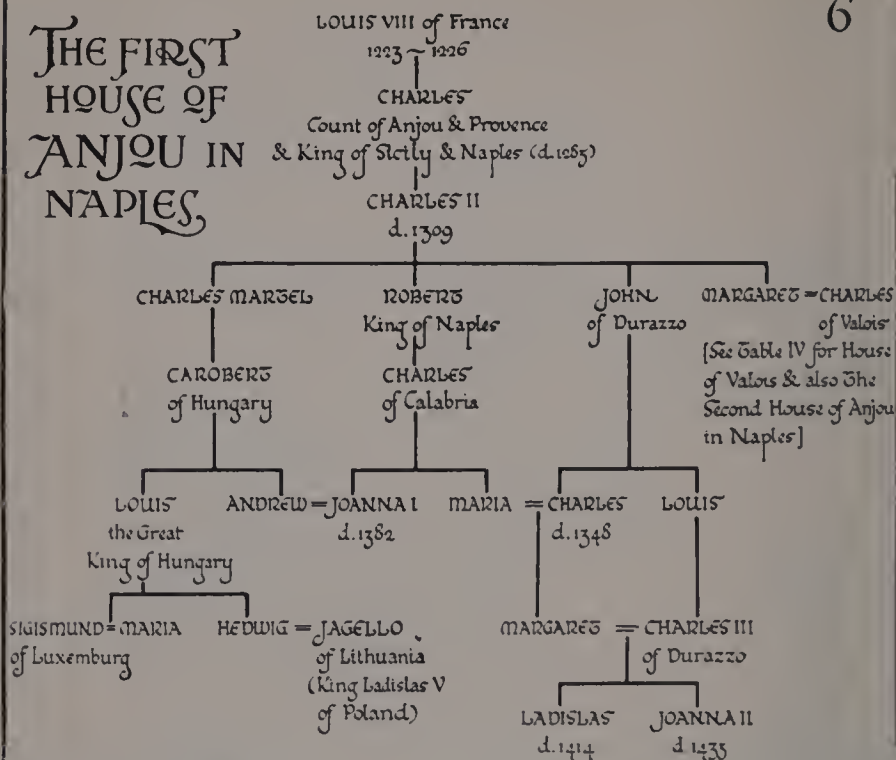 6
THE FIRST
HOUSE OF
ANJOU IN
NAPLES
LOUIS VIII of France
1223 ~ 1226
CHARLES
Count of Anjou & Provence
& King of Sicily & Naples (d.1285)
CHARLES II
d. 1309
CHARLES MARTEL
ROBERT
King of Naples
JOHN
of Durazzo
MARGARET = CHARLES
of Valois
[See Table IV for House
of Valois & also The
Second House of Anjou
in Naples]
CAROBERT
of Hungary
CHARLES
of Calabria
LOUIS
the Great
King of Hungary
ANDREW = JOANNA I
d.1382
MARIA = CHARLES
d.1348
LOUIS
SIGISMUND = MARIA
of Luxemburg
HEDWIG = JAGELLO
of Lithuania
(King Ladislas V
of Poland)
MARGARET = CHARLES III
of Durazzo
LADISLAS
d.1414
JOANNA II
d.1435